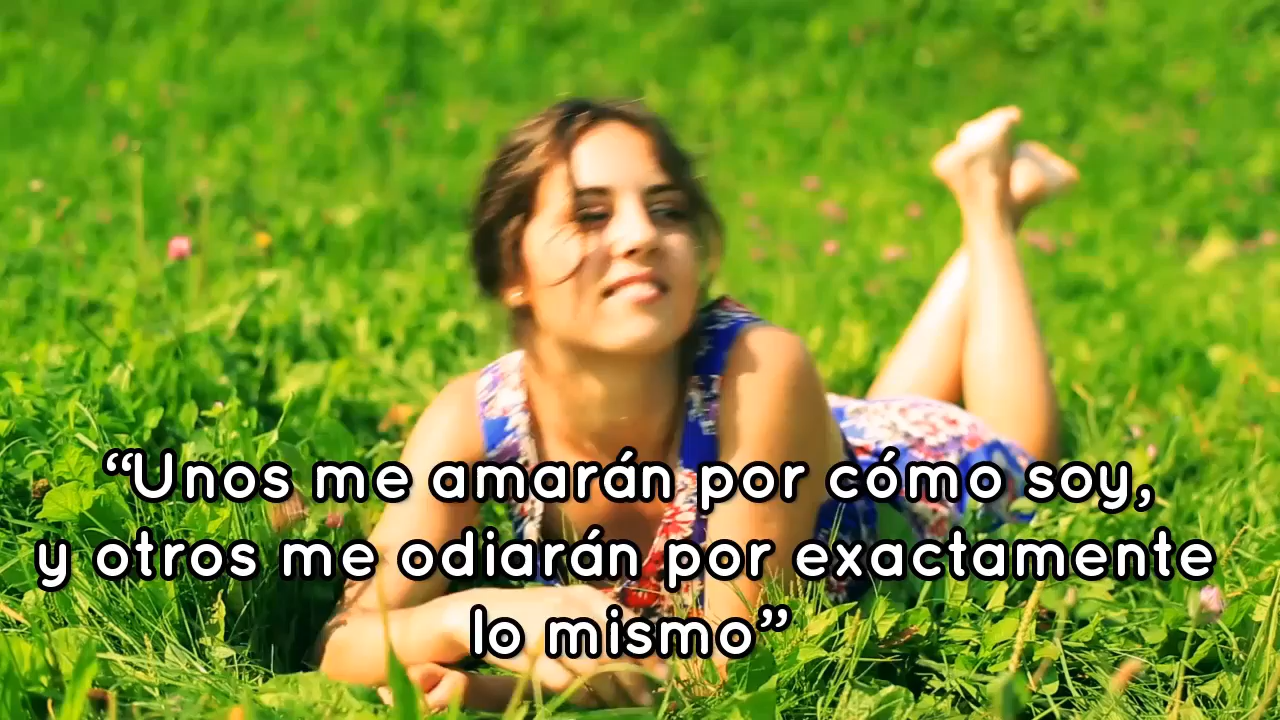 “Unos me amarán por cómo soy,
y otros me odiarán por exactamente
lo mismo”